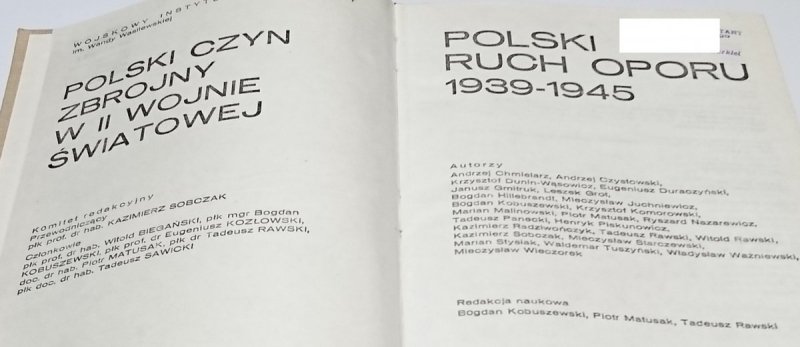 WOJSKOWY INSTYTE
im. Wandy Wasilewskiej
POLSKI CZYN
ZBROJNY
W II WOJNIE
ŚWIATOWEJ
Komitet redakcyjny
Przewodniczący
płk prof. dr hab. KAZIMIERZ SOBCZAK
Członkowie
płk prof. dr hab. Witold BIEGAŃSKI, płk mgr Bogdan
KOBUSZEWSKI, płk prof. dr Eugeniusz KOZŁOWSKI,
doc. dr hab. Piotr MATUSAK, płk dr Tadeusz RAWSKI,
płk doc. dr hab. Tadeusz SAWICKI
POLSKI
RUCH OPORU
1939-1945
Autorzy
Andrzej Chmielarz, Andrzej Czystowski,
Krzysztof Dunin-Wąsowicz, Eugeniusz Duraczyński,
Janusz Gmitruk, Leszek Grot,
Bogdan Hillebrandt, Mieczysław Juchniewicz,
Bogdan Kobuszewski, Krzysztof Komorowski,
Marian Malinowski, Piotr Matusak, Ryszard Nazarewicz,
Tadeusz Panecki, Henryk Piskunowicz,
Kazimierz Radziwończyk, Tadeusz Rawski, Witold Rawski,
Kazimierz Sobczak, Mieczysław Starczewski,
Marian Stysiak, Waldemar Tuszyński, Władysław Ważniewski,
Mieczysław Wieczorek
Redakcja naukowa
Bogdan Kobuszewski, Piotr Matusak, Tadeusz Rawski